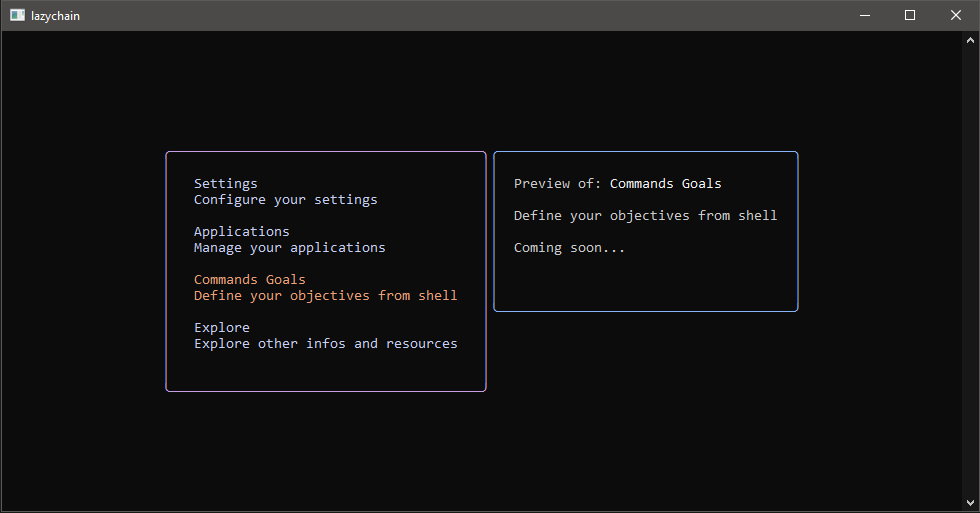 lazychain
Settings
Configure your settings
Applications
Manage your applications
Commands Goals
Define your objectives from shell
Explore
Explore other infos and resources
Preview of: Commands Goals
Define your objectives from shell
Coming soon...